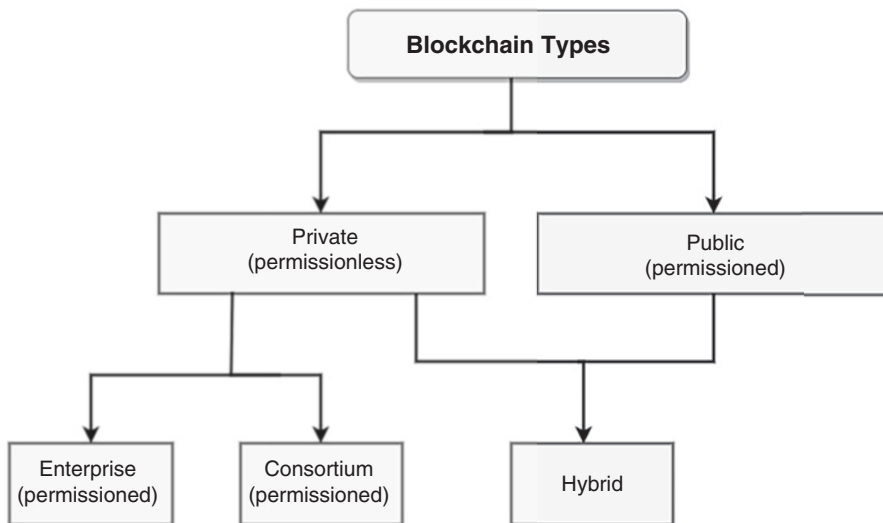 Blockchain Types
Private
(permissionless)
Public
(permissioned)
Enterprise
(permissioned)
Consortium
(permissioned)
Hybrid